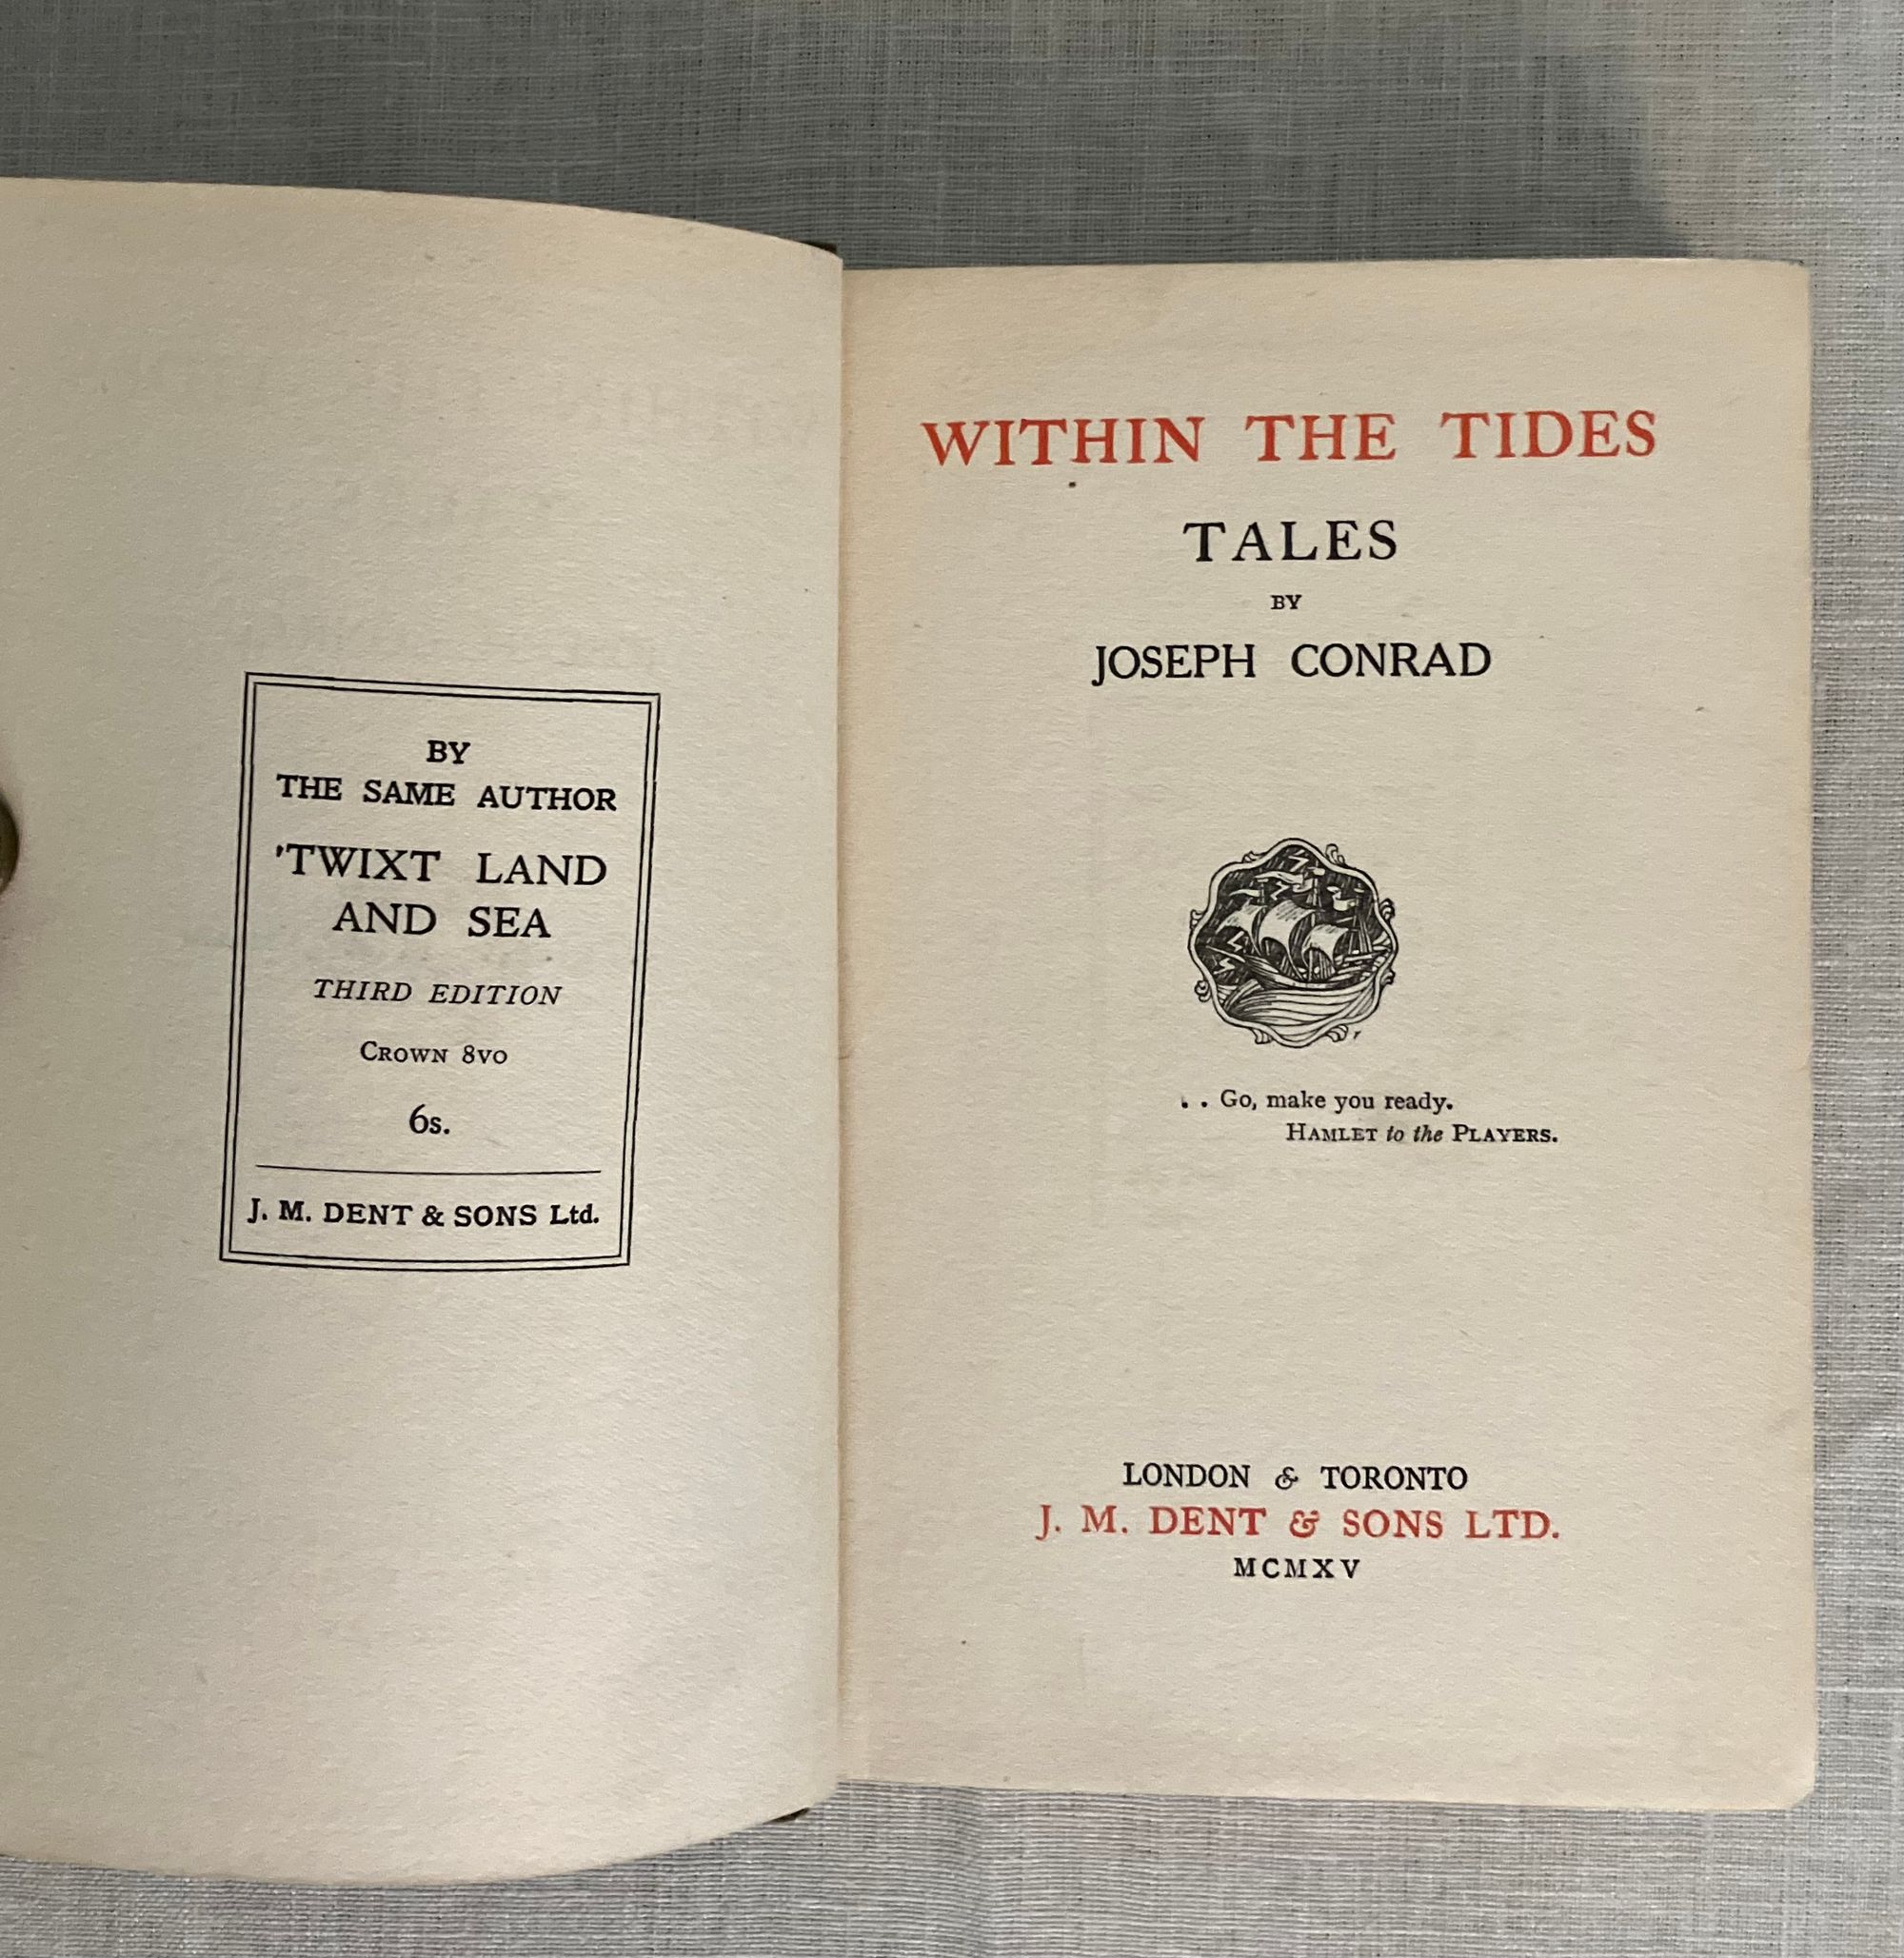 BY
THE SAME AUTHOR
'TWIXT LAND
AND SEA
THIRD EDITION
CROWN 8VO
6s.
J. M. DENT & SONS Ltd.
WITHIN THE TIDES
TALES
BY
JOSEPH CONRAD
. . Go, make you ready.
HAMLET to the PLAYERS.
LONDON & TORONTO
J. M. DENT & SONS LTD.
MCMXV